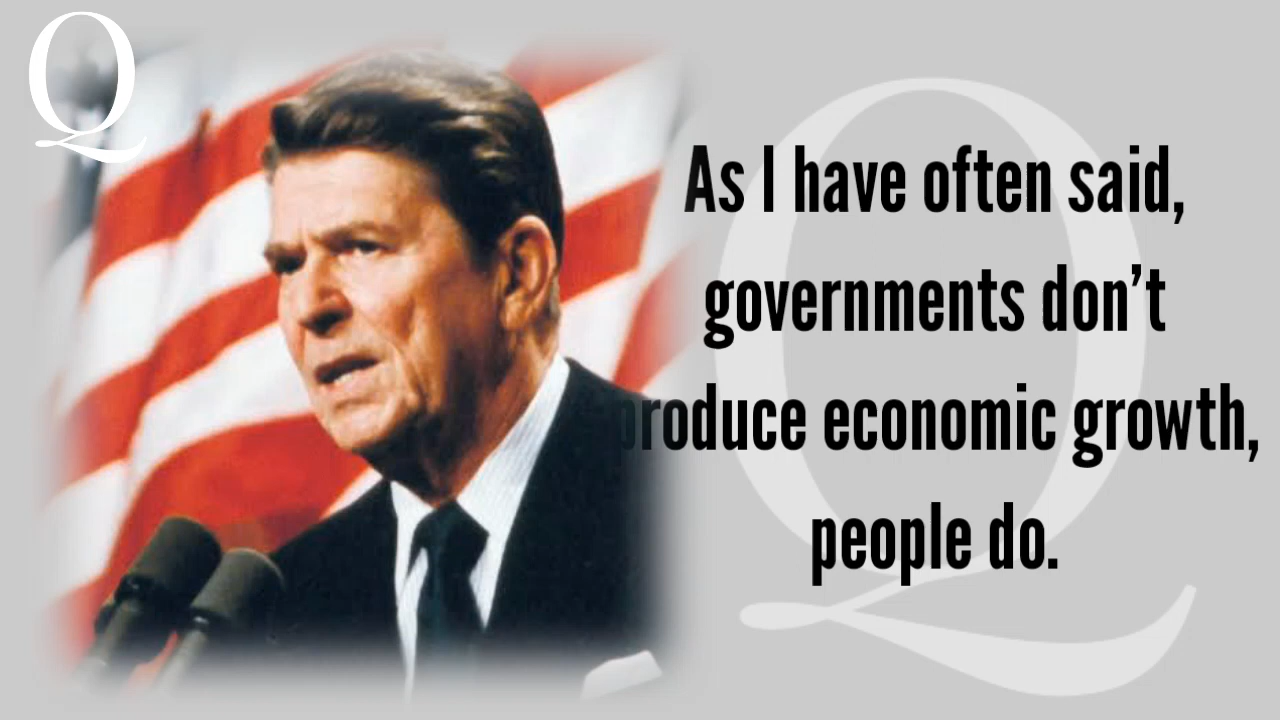 Q
As I have often said,
governments don't
produce economic growth,
people do.